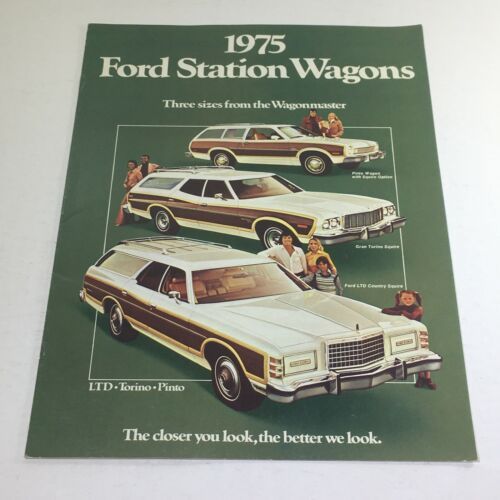 1975
Ford Station Wagons
Three sizes from the Wagonmaster
Pinto Wagon
with Squire Option
Gran Torino Squire
Ford LTD Country Squire
LTD • Torino • Pinto
The closer you look, the better we look.